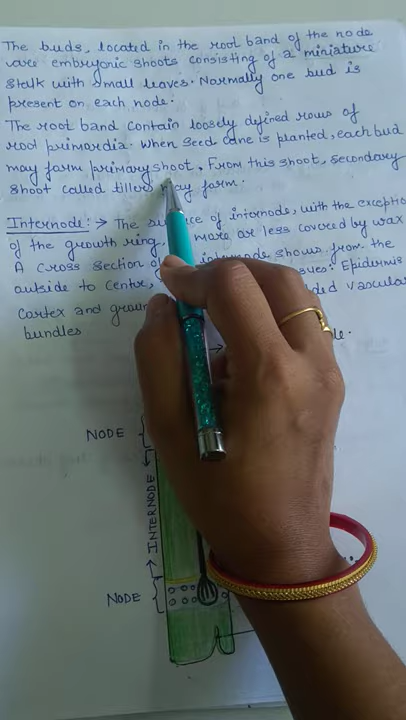 The buds, located in the root band of the node
are embryonic shoots consisting of a miniature
stalk with small leaves. Normally one bud is
present on each node.
The root band contain loosely defined rows of
root primordia. When seed cane is planted, each bud
may form primary shoot. From this shoot, secondary
shoot called tillers may form.
Internode: → The of internode, with the exception
of the growth ring, more or less covered by wax
A cross section internode shows, from the
outside to centre, Epidermis
Cortex and Vascular
bundles
NODE
INTERNODE
NODE